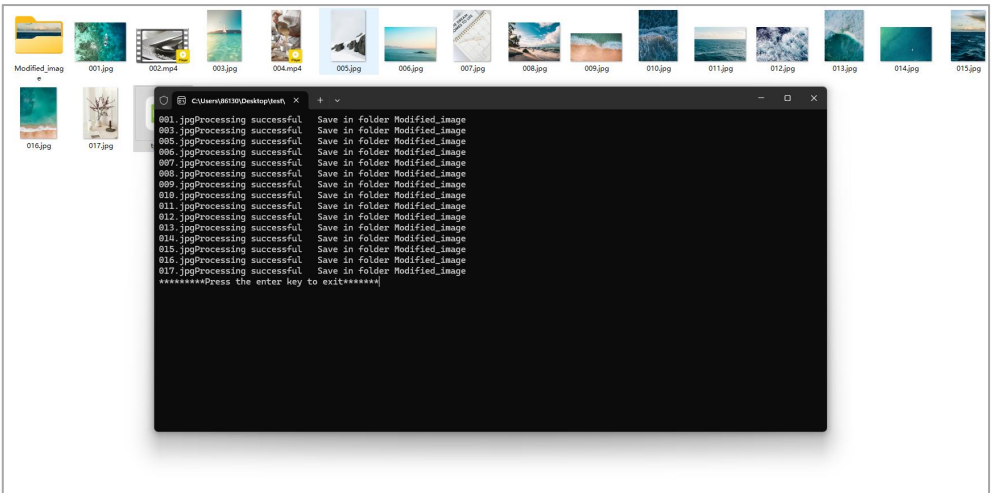 Modified_imag
e
001.jpg
002.mp4
003.jpg
004.mp4
005.jpg
006.jpg
007.jpg
008.jpg
009.jpg
010.jpg
011.jpg
012.jpg
013.jpg
014.jpg
015.jpg
016.jpg
017.jpg
C:\Users\86130\Desktop\test\
001.jpgProcessing successful Save in folder Modified_image
003.jpgProcessing successful Save in folder Modified_image
005.jpgProcessing successful Save in folder Modified_image
006.jpgProcessing successful Save in folder Modified_image
007.jpgProcessing successful Save in folder Modified_image
008.jpgProcessing successful Save in folder Modified_image
009.jpgProcessing successful Save in folder Modified_image
010.jpgProcessing successful Save in folder Modified_image
011.jpgProcessing successful Save in folder Modified_image
012.jpgProcessing successful Save in folder Modified_image
013.jpgProcessing successful Save in folder Modified_image
014.jpgProcessing successful Save in folder Modified_image
015.jpgProcessing successful Save in folder Modified_image
016.jpgProcessing successful Save in folder Modified_image
017.jpgProcessing successful Save in folder Modified_image
*********Press the enter key to exit*******